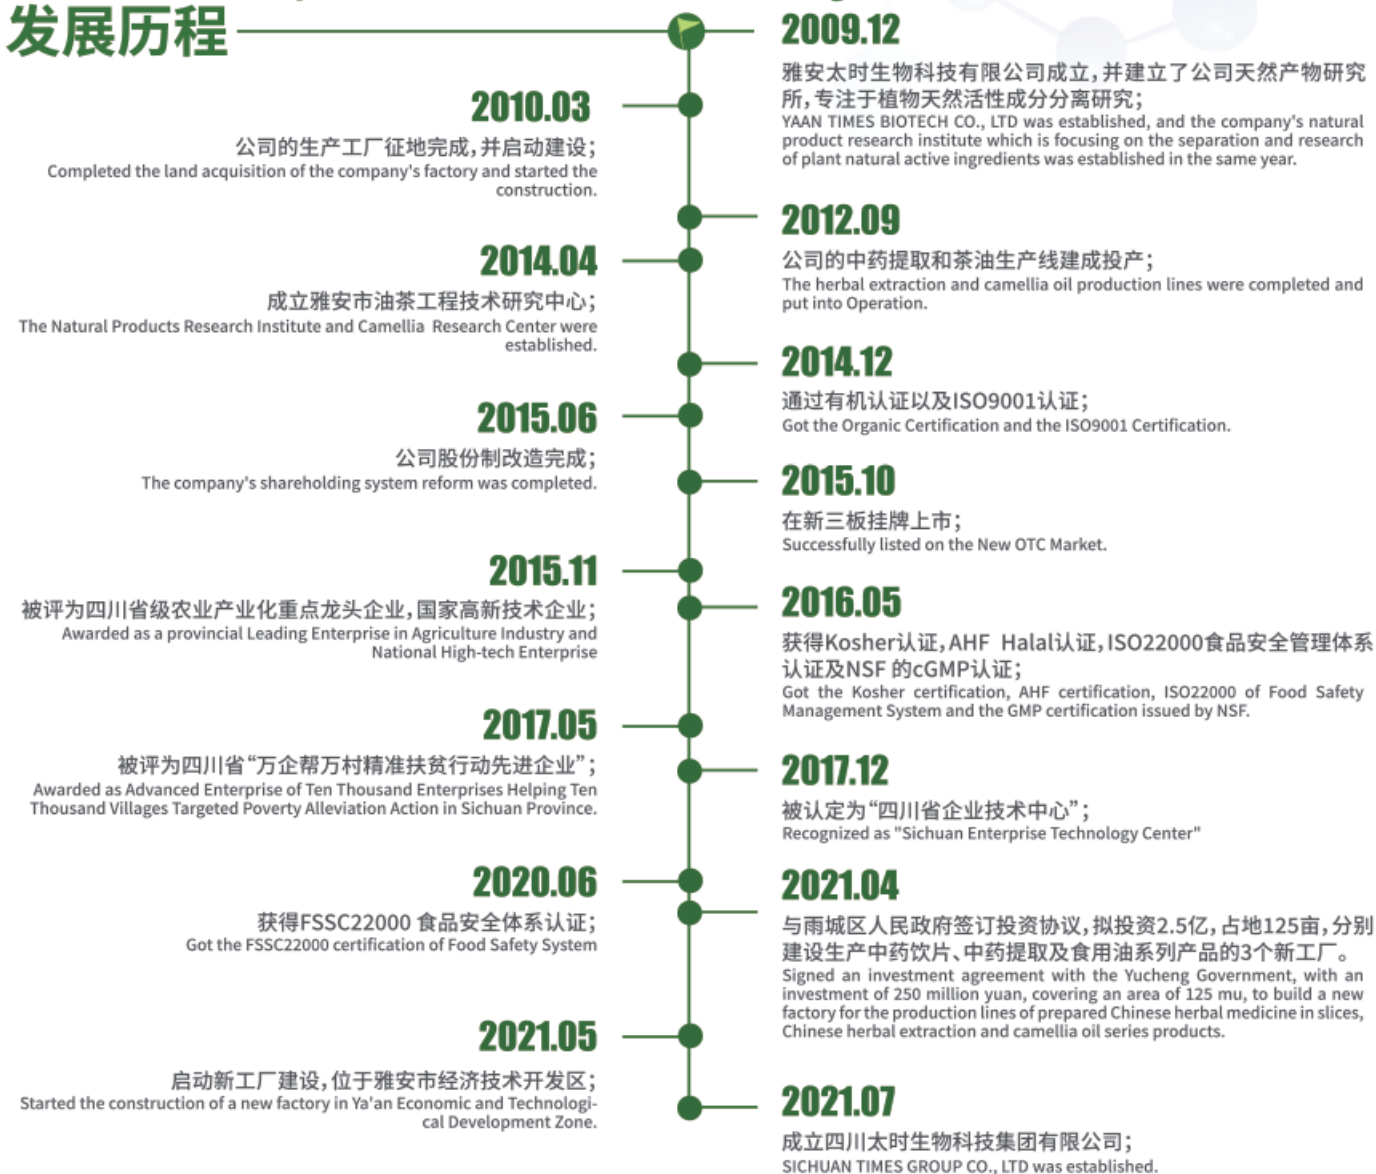 发展历程
2009.12
雅安太时生物科技有限公司成立,并建立了公司天然产物研究
所,专注于植物天然活性成分分离研究;
YAAN TIMES BIOTECH CO., LTD was established, and the company's natural
product research institute which is focusing on the separation and research
of plant natural active ingredients was established in the same year.
2010.03
公司的生产工厂征地完成,并启动建设;
Completed the land acquisition of the company's factory and started the
construction.
2012.09
公司的中药提取和茶油生产线建成投产;
The herbal extraction and camellia oil production lines were completed and
put into Operation.
2014.04
成立雅安市油茶工程技术研究中心;
The Natural Products Research Institute and Camellia Research Center were
established.
2014.12
通过有机认证以及ISO9001认证;
Got the Organic Certification and the ISO9001 Certification.
2015.06
公司股份制改造完成;
The company's shareholding system reform was completed.
2015.10
在新三板挂牌上市;
Successfully listed on the New OTC Market.
2015.11
被评为四川省级农业产业化重点龙头企业,国家高新技术企业;
Awarded as a provincial Leading Enterprise in Agriculture Industry and
National High-tech Enterprise
2016.05
获得Kosher认证,AHF Halal认证,ISO22000食品安全管理体系
认证及NSF 的cGMP认证;
Got the Kosher certification, AHF certification, ISO22000 of Food Safety
Management System and the GMP certification issued by NSF.
2017.05
被评为四川省“万企帮万村精准扶贫行动先进企业”;
Awarded as Advanced Enterprise of Ten Thousand Enterprises Helping Ten
Thousand Villages Targeted Poverty Alleviation Action in Sichuan Province.
2017.12
被认定为“四川省企业技术中心”;
Recognized as "Sichuan Enterprise Technology Center"
2020.06
获得FSSC22000 食品安全体系认证;
Got the FSSC22000 certification of Food Safety System
2021.04
与雨城区人民政府签订投资协议,拟投资2.5亿,占地125亩,分别
建设生产中药饮片、中药提取及食用油系列产品的3个新工厂。
Signed an investment agreement with the Yucheng Government, with an
investment of 250 million yuan, covering an area of 125 mu, to build a new
factory for the production lines of prepared Chinese herbal medicine in slices,
Chinese herbal extraction and camellia oil series products.
2021.05
启动新工厂建设,位于雅安市经济技术开发区;
Started the construction of a new factory in Ya'an Economic and Technologi-
cal Development Zone.
2021.07
成立四川太时生物科技集团有限公司;
SICHUAN TIMES GROUP CO., LTD was established.